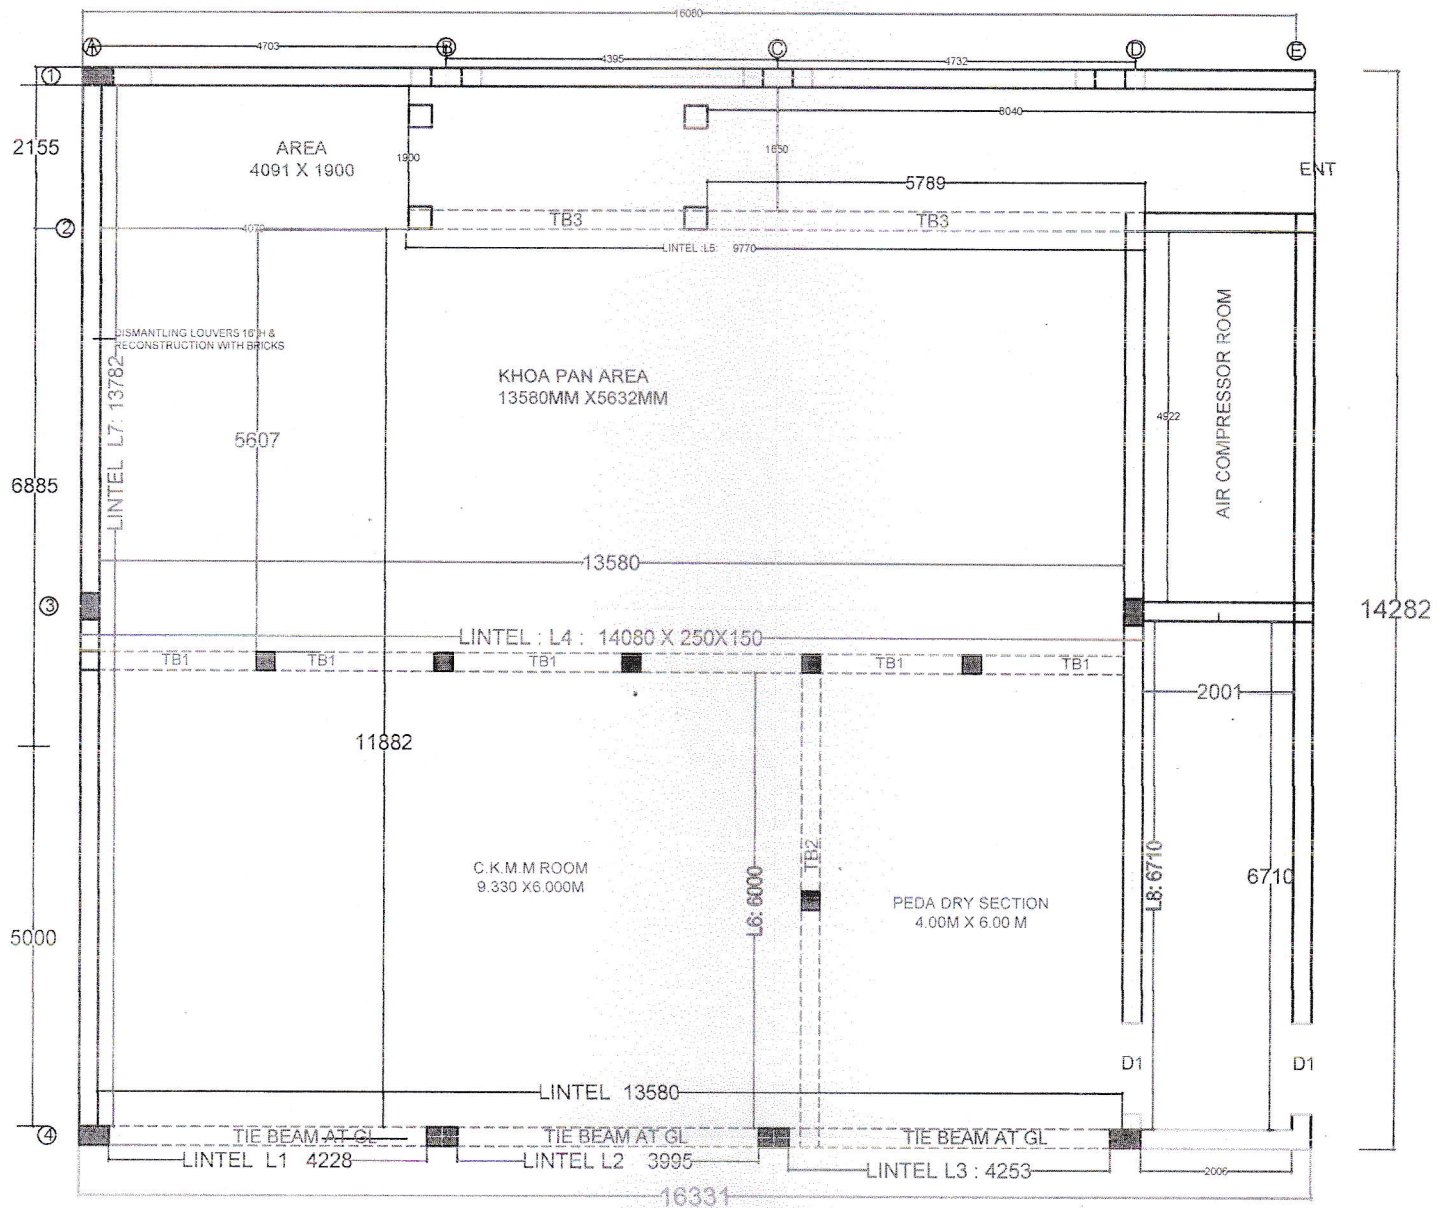 16080
A
B
C
D
E
4703
4395
4732
1
8040
2155
AREA
4091 X 1900
1900
1650
ENT
5789
2
TB3
TB3
4070
LINTEL :L5: 9770
DISMANTLING LOUVERS 16'H &
RECONSTRUCTION WITH BRICKS
LINTEL L7: 13782
KHOA PAN AREA
13580MM X5632MM
AIR COMPRESSOR ROOM
4922
5607
6885
13580
3
14282
LINTEL : L4 : 14080 X 250X150
TB1
TB1
TB1
TB1
TB1
2001
11882
TB2
C.K.M.M ROOM
9.330 X6.000M
L6: 6000
PEDA DRY SECTION
4.00M X 6.00 M
L8: 6710
6710
5000
D1
D1
LINTEL 13580
4
TIE BEAM AT GL
TIE BEAM AT GL
TIE BEAM AT GL
LINTEL L1 4228
LINTEL L2 3995
LINTEL L3 : 4253
2006
16331